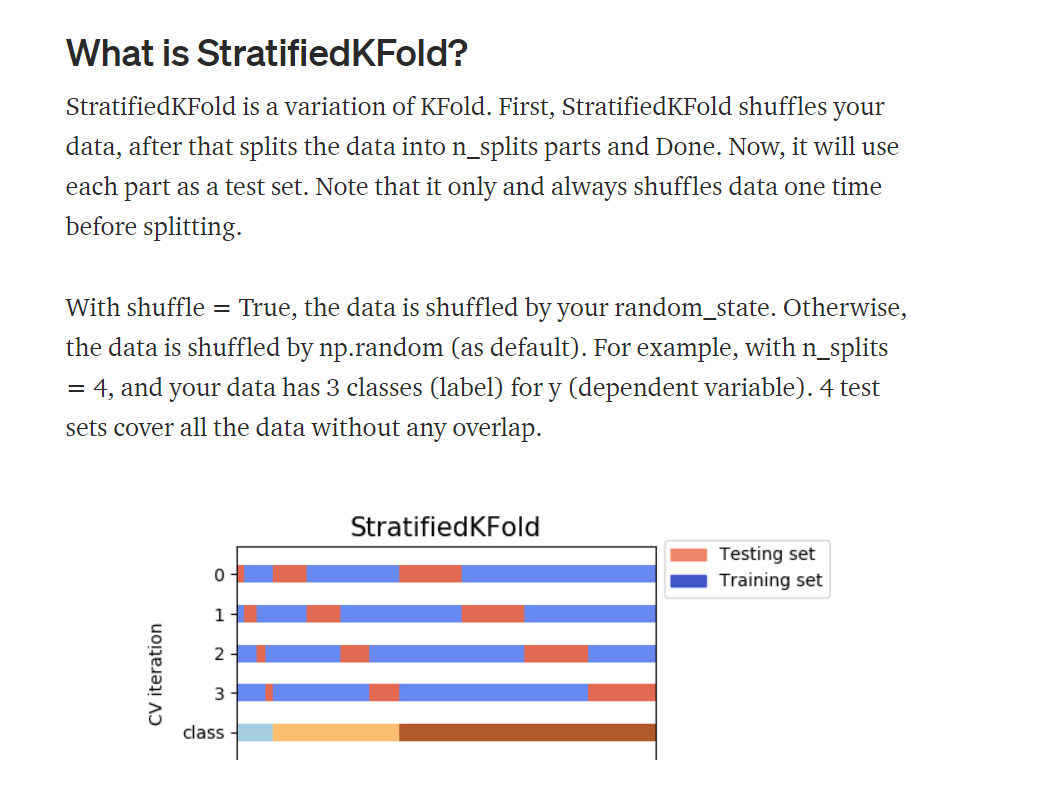 What is StratifiedKFold?
StratifiedKFold is a variation of KFold. First, StratifiedKFold shuffles your
data, after that splits the data into n_splits parts and Done. Now, it will use
each part as a test set. Note that it only and always shuffles data one time
before splitting.
With shuffle = True, the data is shuffled by your random_state. Otherwise,
the data is shuffled by np.random (as default). For example, with n_splits
= 4, and your data has 3 classes (label) for y (dependent variable). 4 test
sets cover all the data without any overlap.
StratifiedKFold
Testing set
Training set
0
1
2
3
class
CV iteration